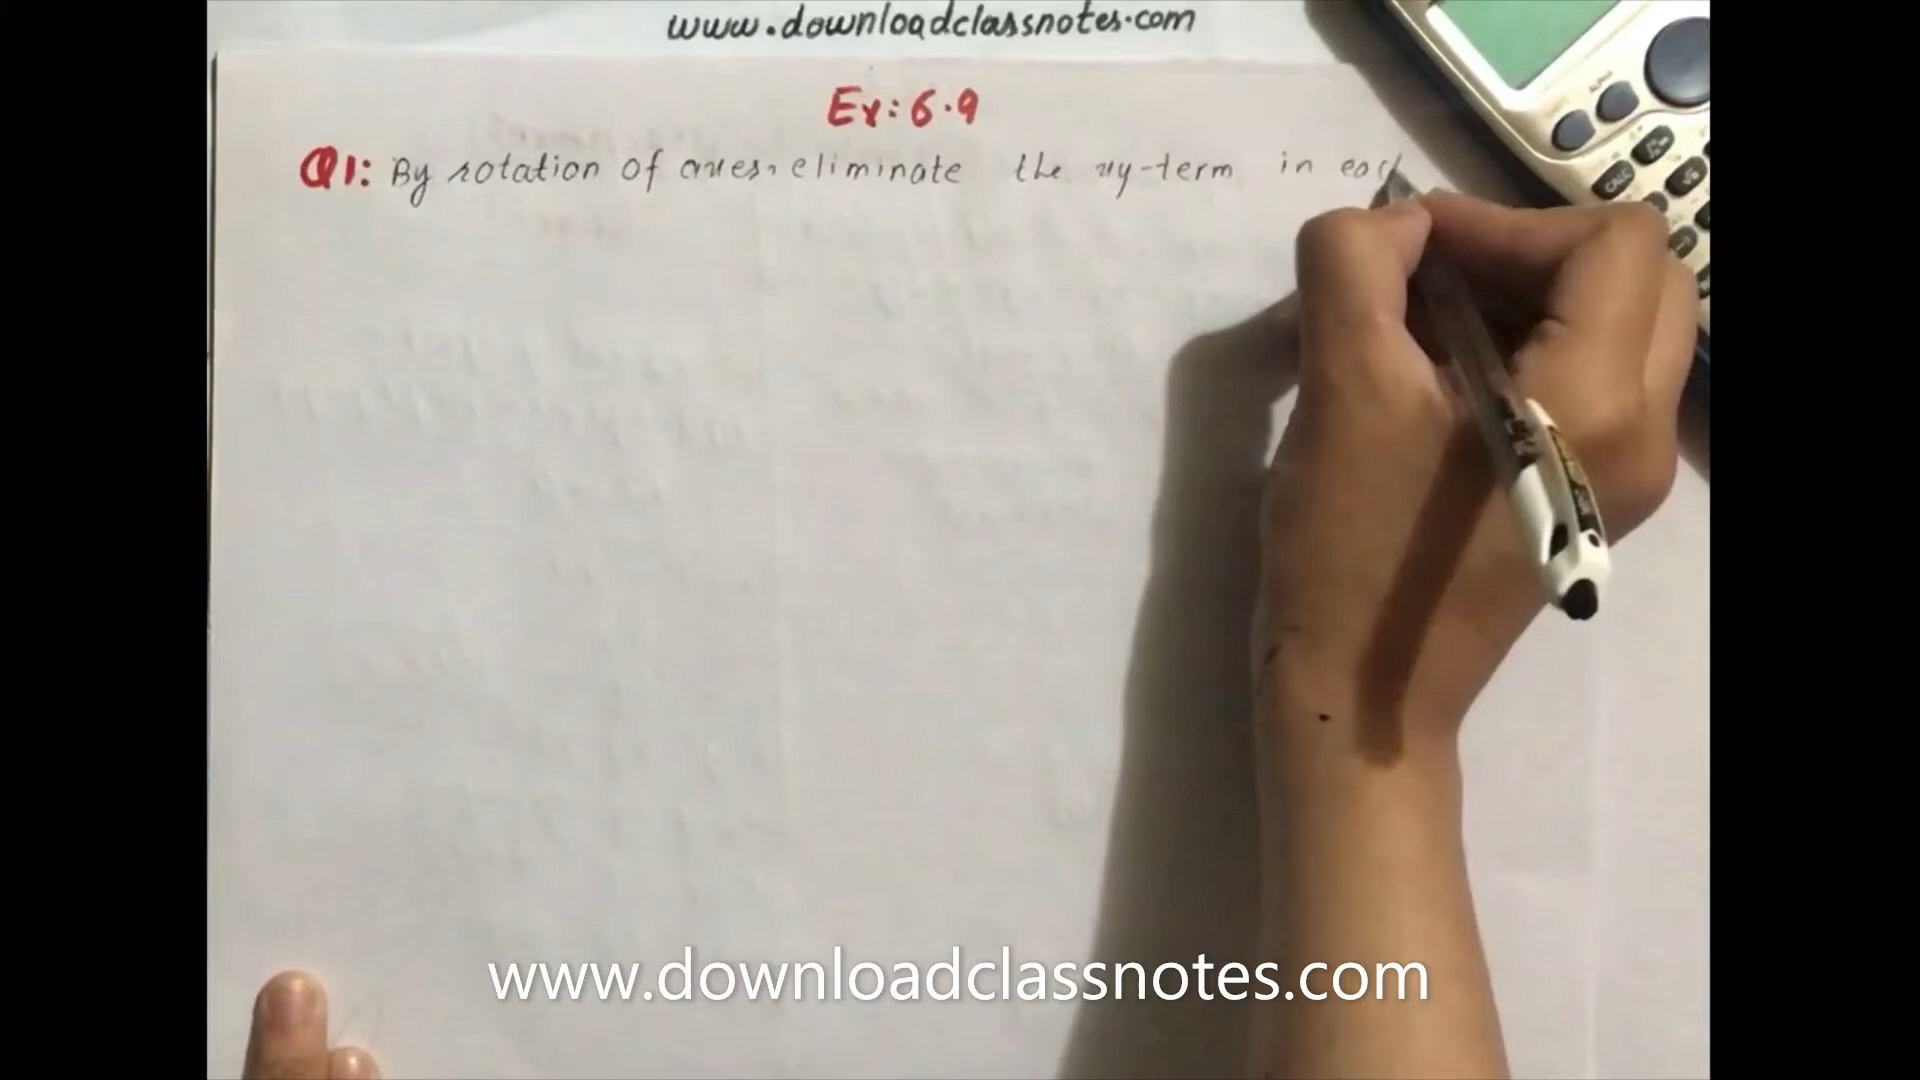 www.downloadclassnotes.com
Ex: 6.9
Q1: By rotation of axes, eliminate the xy-term in each
www.downloadclassnotes.com